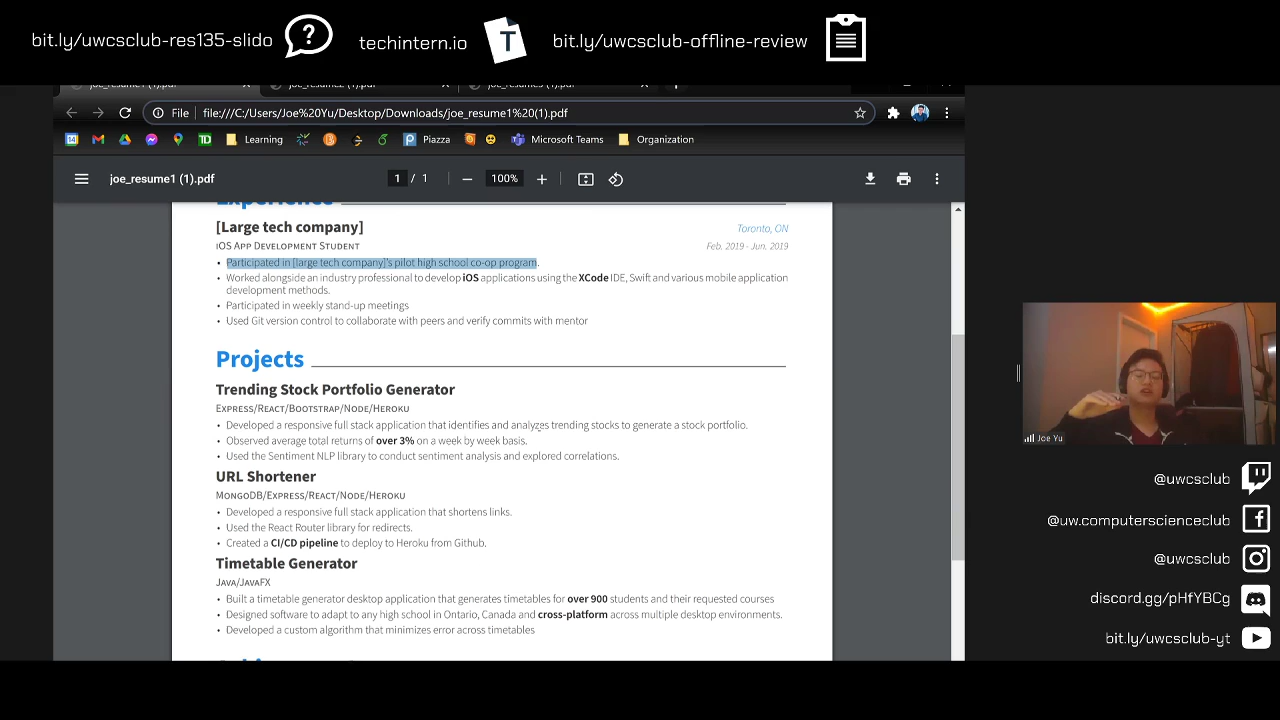 bit.ly/uwcsclub-res135-slido
techintern.io
T
bit.ly/uwcsclub-offline-review
File file:///C:/Users/Joe%20Yu/Desktop/Downloads/joe_resume1%20(1).pdf
Learning
Piazza
Microsoft Teams
Organization
joe_resume1 (1).pdf
1 / 1
100%
Experience
[Large tech company]
Toronto, ON
iOS App Development Student
Feb. 2019 - Jun. 2019
• Participated in [large tech company]'s pilot high school co-op program.
• Worked alongside an industry professional to develop iOS applications using the XCode IDE, Swift and various mobile application
development methods.
• Participated in weekly stand-up meetings
• Used Git version control to collaborate with peers and verify commits with mentor
Projects
Trending Stock Portfolio Generator
Express/React/Bootstrap/Node/Heroku
• Developed a responsive full stack application that identifies and analyzes trending stocks to generate a stock portfolio.
• Observed average total returns of over 3% on a week by week basis.
• Used the Sentiment NLP library to conduct sentiment analysis and explored correlations.
URL Shortener
MongoDB/Express/React/Node/Heroku
• Developed a responsive full stack application that shortens links.
• Used the React Router library for redirects.
• Created a CI/CD pipeline to deploy to Heroku from Github.
Timetable Generator
Java/JavaFX
• Built a timetable generator desktop application that generates timetables for over 900 students and their requested courses
• Designed software to adapt to any high school in Ontario, Canada and cross-platform across multiple desktop environments.
• Developed a custom algorithm that minimizes error across timetables
Joe Yu
@uwcsclub
@uw.computerscienceclub
@uwcsclub
discord.gg/pHfYBCg
bit.ly/uwcsclub-yt